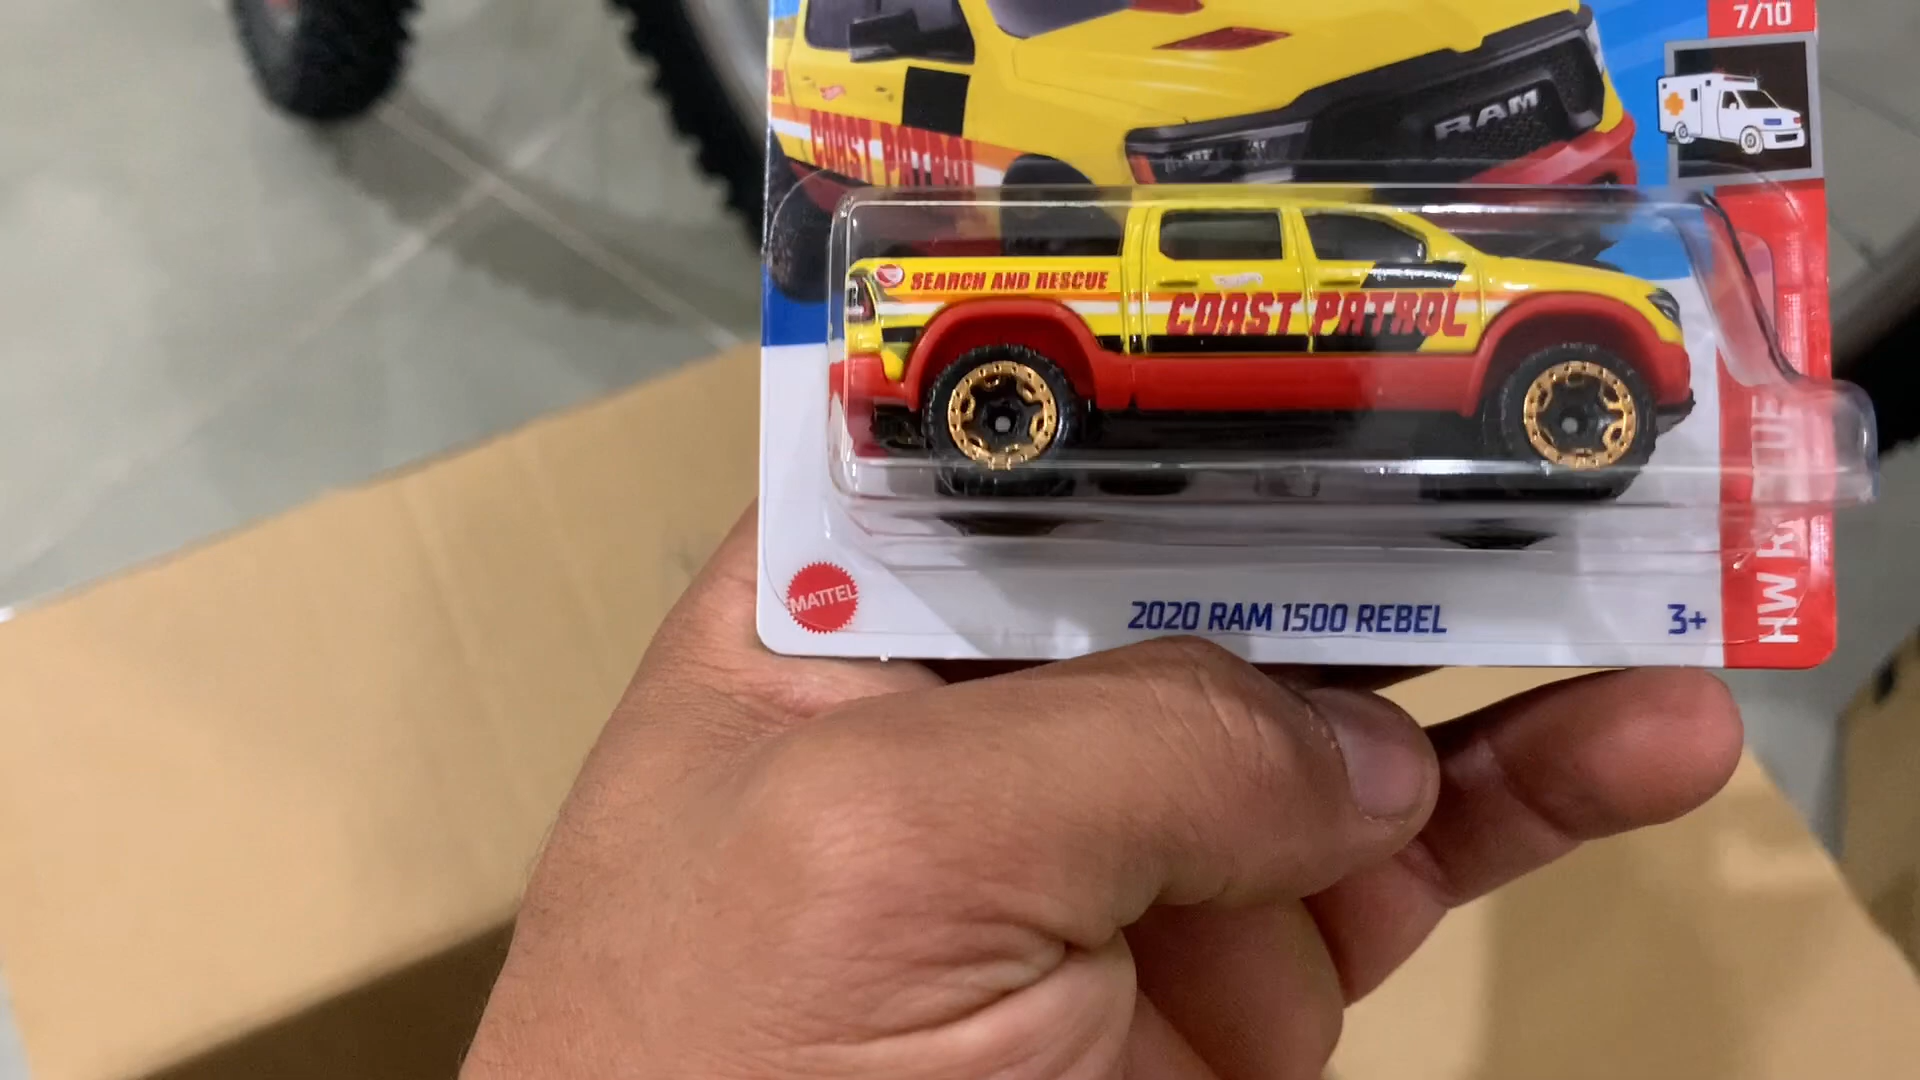 7/10
RAM
COAST PATROL
SEARCH AND RESCUE
COAST PATROL
MATTEL
2020 RAM 1500 REBEL
3+
HW